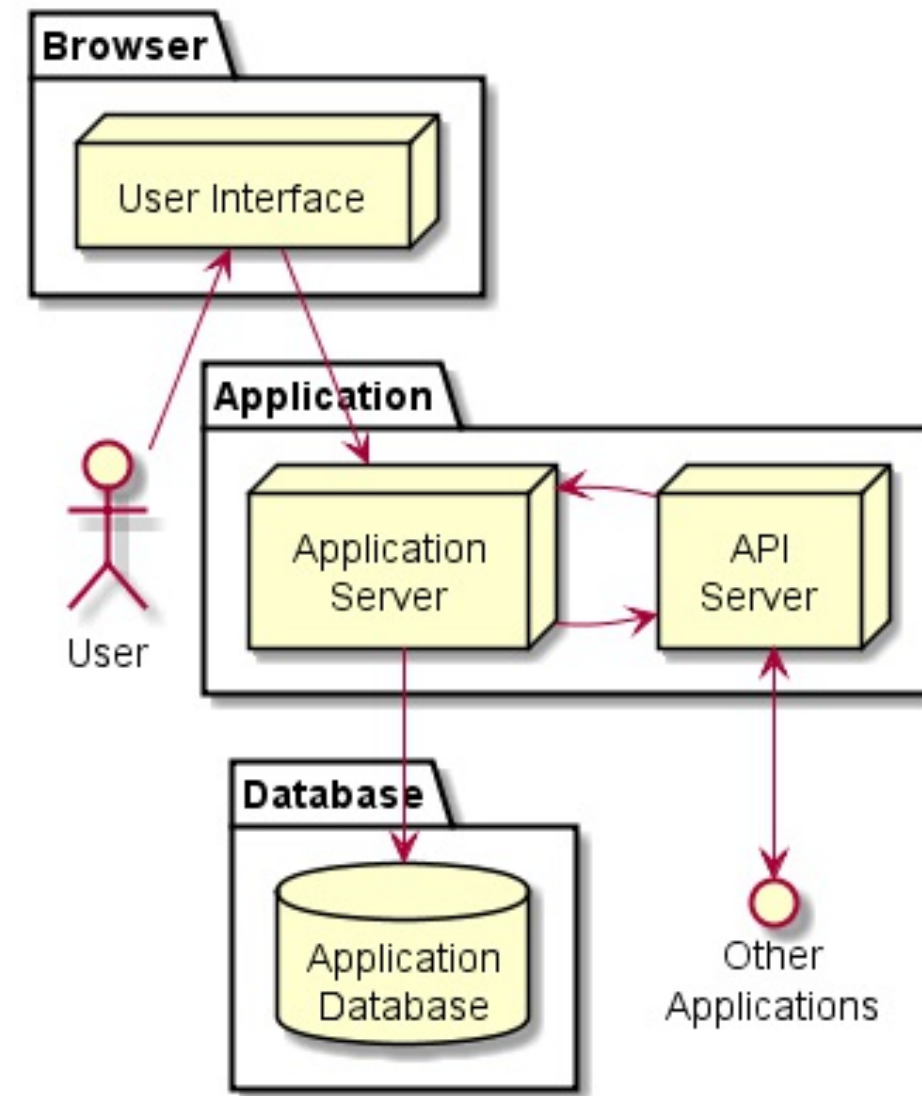 Browser
User Interface
Application
Application
Server
API
Server
User
Database
Application
Database
Other
Applications